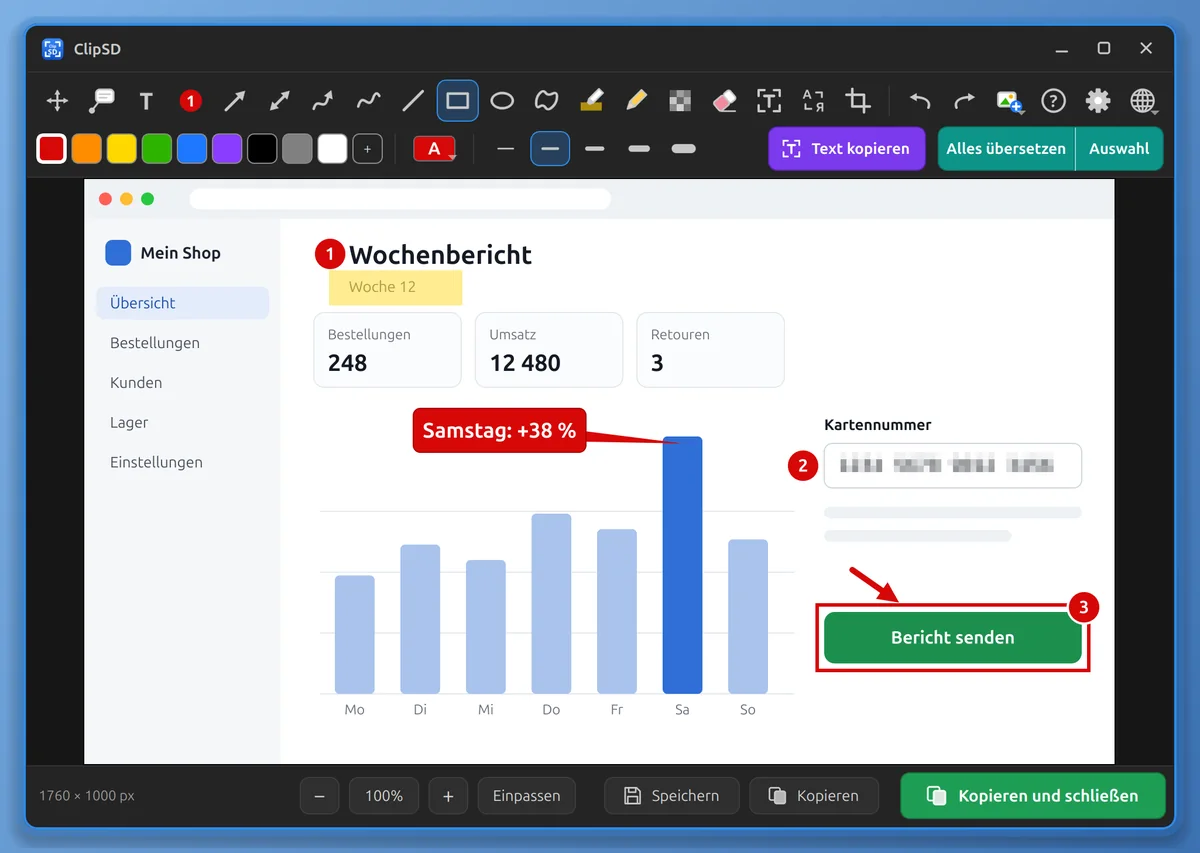 ClipSD
T
1
A
Text kopieren
Alles übersetzen
Auswahl
Mein Shop
Übersicht
Bestellungen
Kunden
Lager
Einstellungen
1 Wochenbericht
Woche 12
Bestellungen
248
Umsatz
12 480
Retouren
3
Samstag: +38 %
Mo Di Mi Do Fr Sa So
Kartennummer
2
3
Bericht senden
1760 × 1000 px
− 100% +
Einpassen
Speichern
Kopieren
Kopieren und schließen